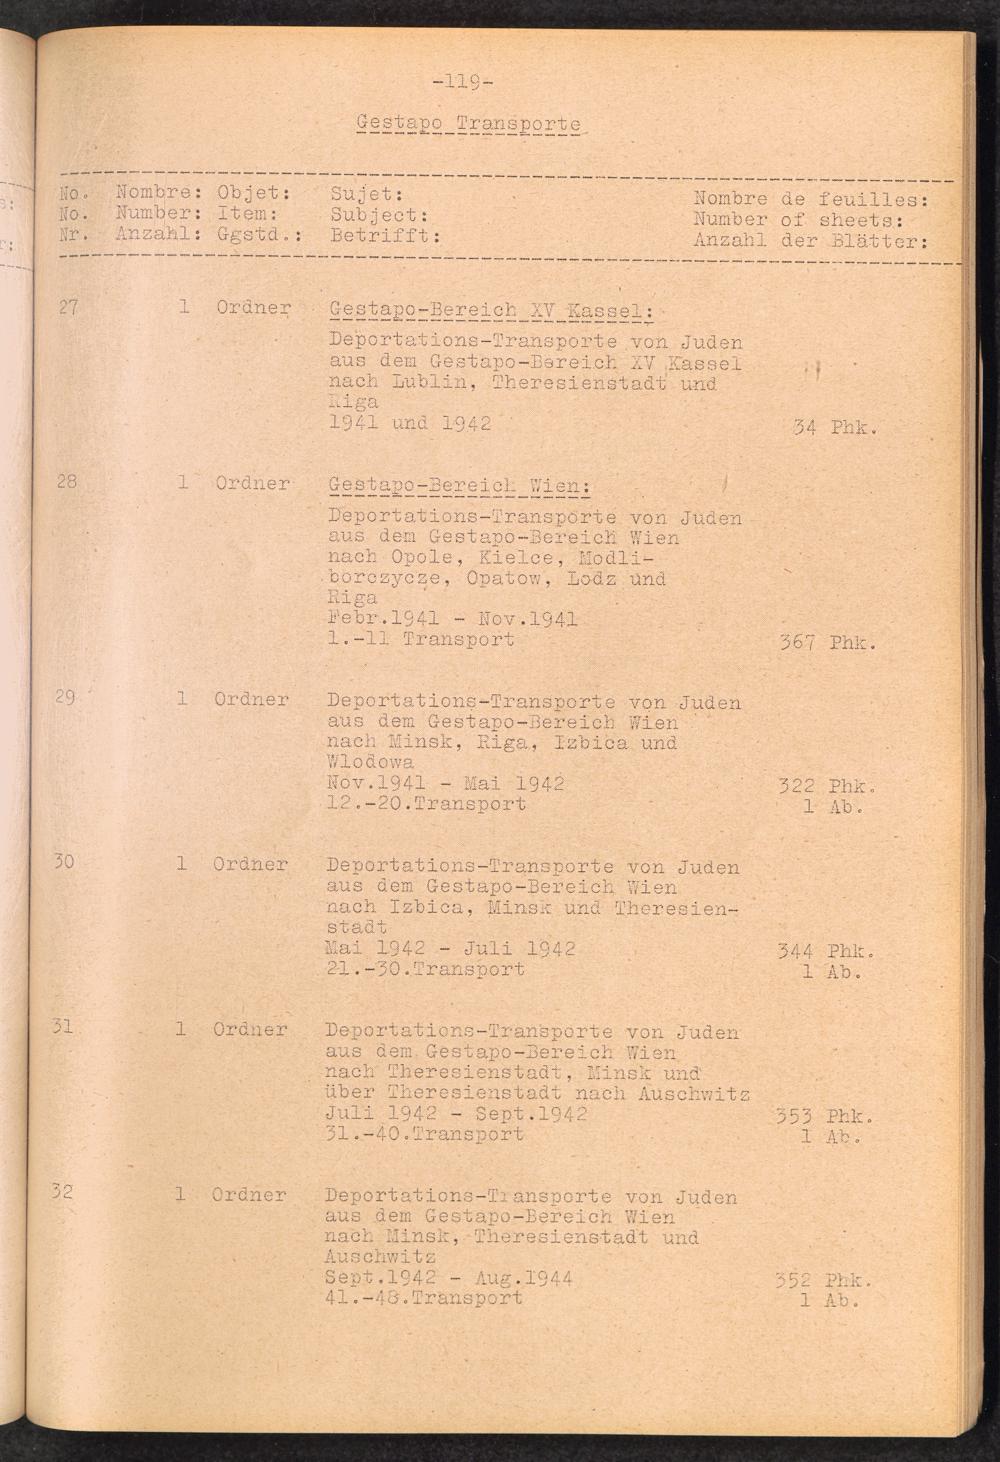 -119-
Gestapo Transporte
No. Nombre: Objet: Sujet: Nombre de feuilles:
No. Number: Item: Subject: Number of sheets:
Nr. Anzahl: Ggstd.: Betrifft: Anzahl der Blätter:
27 1 Ordner Gestapo-Bereich XV Kassel:
Deportations-Transporte von Juden
aus dem Gestapo-Bereich XV Kassel
nach Lublin, Theresienstadt und
Riga
1941 und 1942 34 Phk.
28 1 Ordner Gestapo-Bereich Wien:
Deportations-Transporte von Juden
aus dem Gestapo-Bereich Wien
nach Opole, Kielce, Modli-
borczycze, Opatow, Lodz und
Riga
Febr.1941 - Nov.1941
1.-11 Transport 367 Phk.
29 1 Ordner Deportations-Transporte von Juden
aus dem Gestapo-Bereich Wien
nach Minsk, Riga, Izbica und
Wlodowa
Nov.1941 - Mai 1942 322 Phk.
12.-20.Transport 1 Ab.
30 1 Ordner Deportations-Transporte von Juden
aus dem Gestapo-Bereich Wien
nach Izbica, Minsk und Theresien-
stadt
Mai 1942 - Juli 1942 344 Phk.
21.-30.Transport 1 Ab.
31 1 Ordner Deportations-Transporte von Juden
aus dem Gestapo-Bereich Wien
nach Theresienstadt, Minsk und
über Theresienstadt nach Auschwitz
Juli 1942 - Sept.1942 353 Phk.
31.-40.Transport 1 Ab.
32 1 Ordner Deportations-Transporte von Juden
aus dem Gestapo-Bereich Wien
nach Minsk, Theresienstadt und
Auschwitz
Sept.1942 - Aug.1944 352 Phk.
41.-48.Transport 1 Ab.